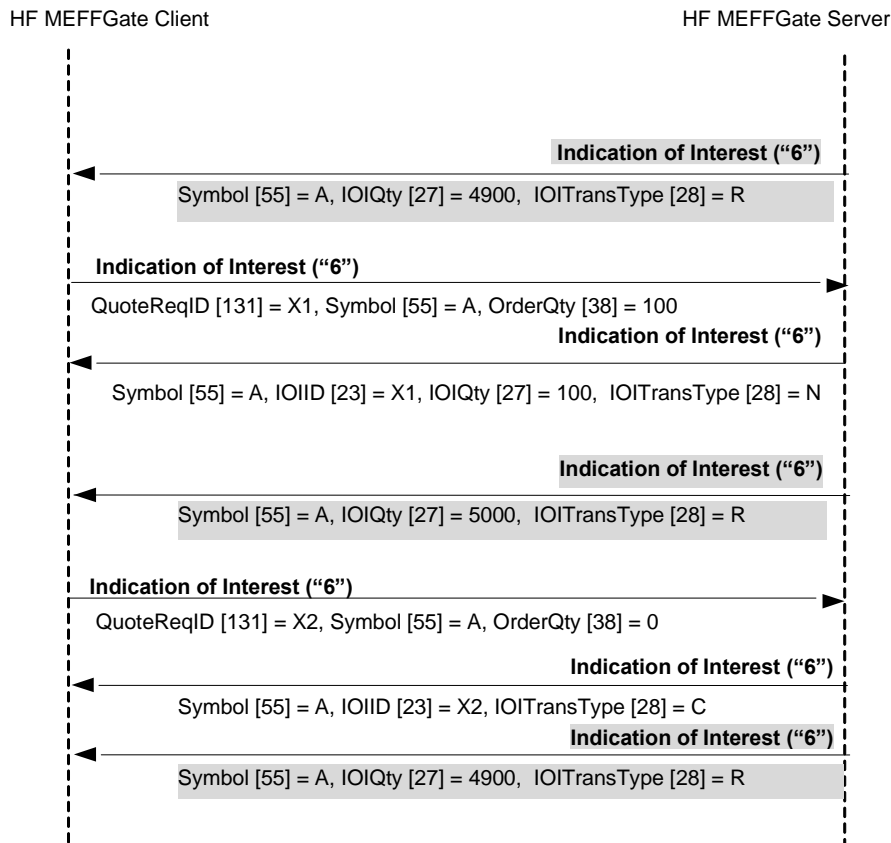 HF MEFFGate Client
HF MEFFGate Server
Indication of Interest (“6”)
Symbol [55] = A, IOIQty [27] = 4900, IOITransType [28] = R
Indication of Interest (“6”)
QuoteReqID [131] = X1, Symbol [55] = A, OrderQty [38] = 100
Indication of Interest (“6”)
Symbol [55] = A, IOIID [23] = X1, IOIQty [27] = 100, IOITransType [28] = N
Indication of Interest (“6”)
Symbol [55] = A, IOIQty [27] = 5000, IOITransType [28] = R
Indication of Interest (“6”)
QuoteReqID [131] = X2, Symbol [55] = A, OrderQty [38] = 0
Indication of Interest (“6”)
Symbol [55] = A, IOIID [23] = X2, IOITransType [28] = C
Indication of Interest (“6”)
Symbol [55] = A, IOIQty [27] = 4900, IOITransType [28] = R